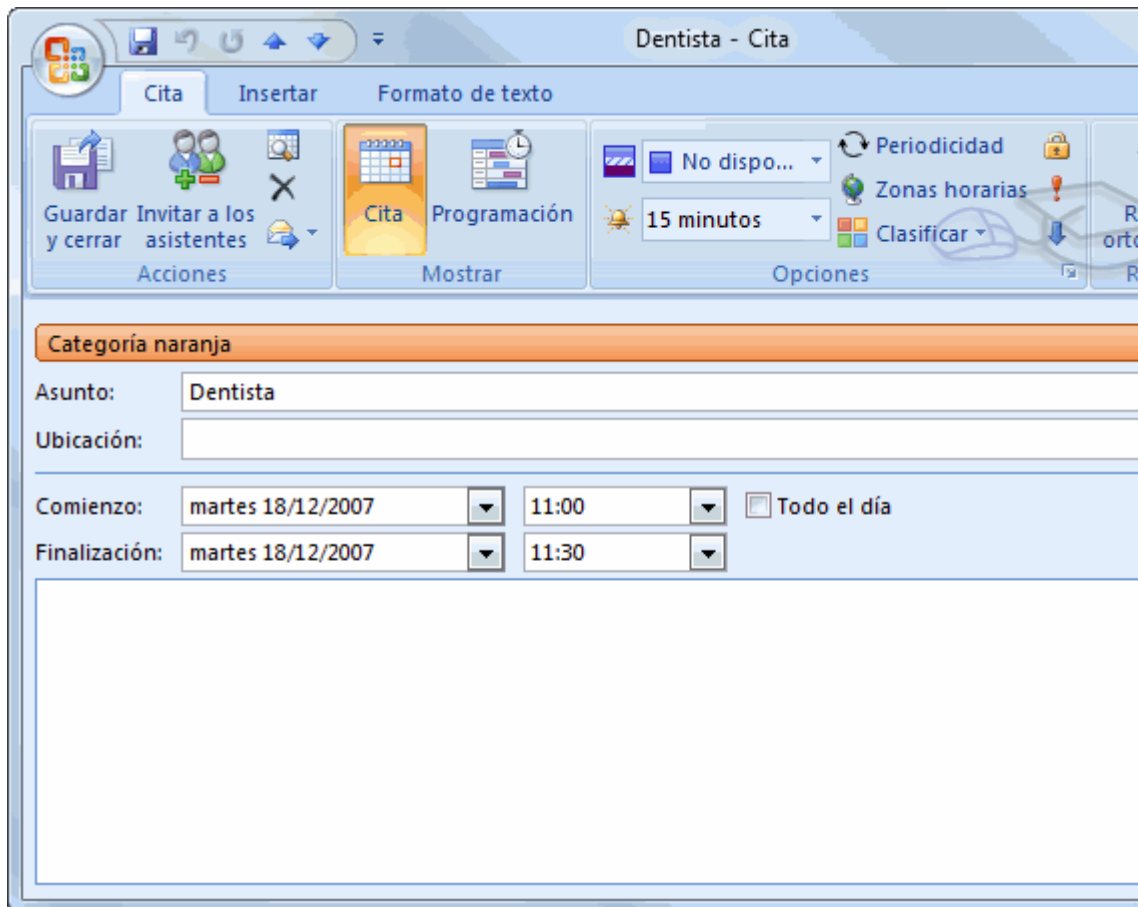 Dentista - Cita
Cita Insertar Formato de texto
Guardar y cerrar
Invitar a los asistentes
Acciones
Cita
Programación
Mostrar
No dispo...
15 minutos
Periodicidad
Zonas horarias
Clasificar
Opciones
Categoría naranja
Asunto: Dentista
Ubicación:
Comienzo: martes 18/12/2007 11:00 Todo el día
Finalización: martes 18/12/2007 11:30